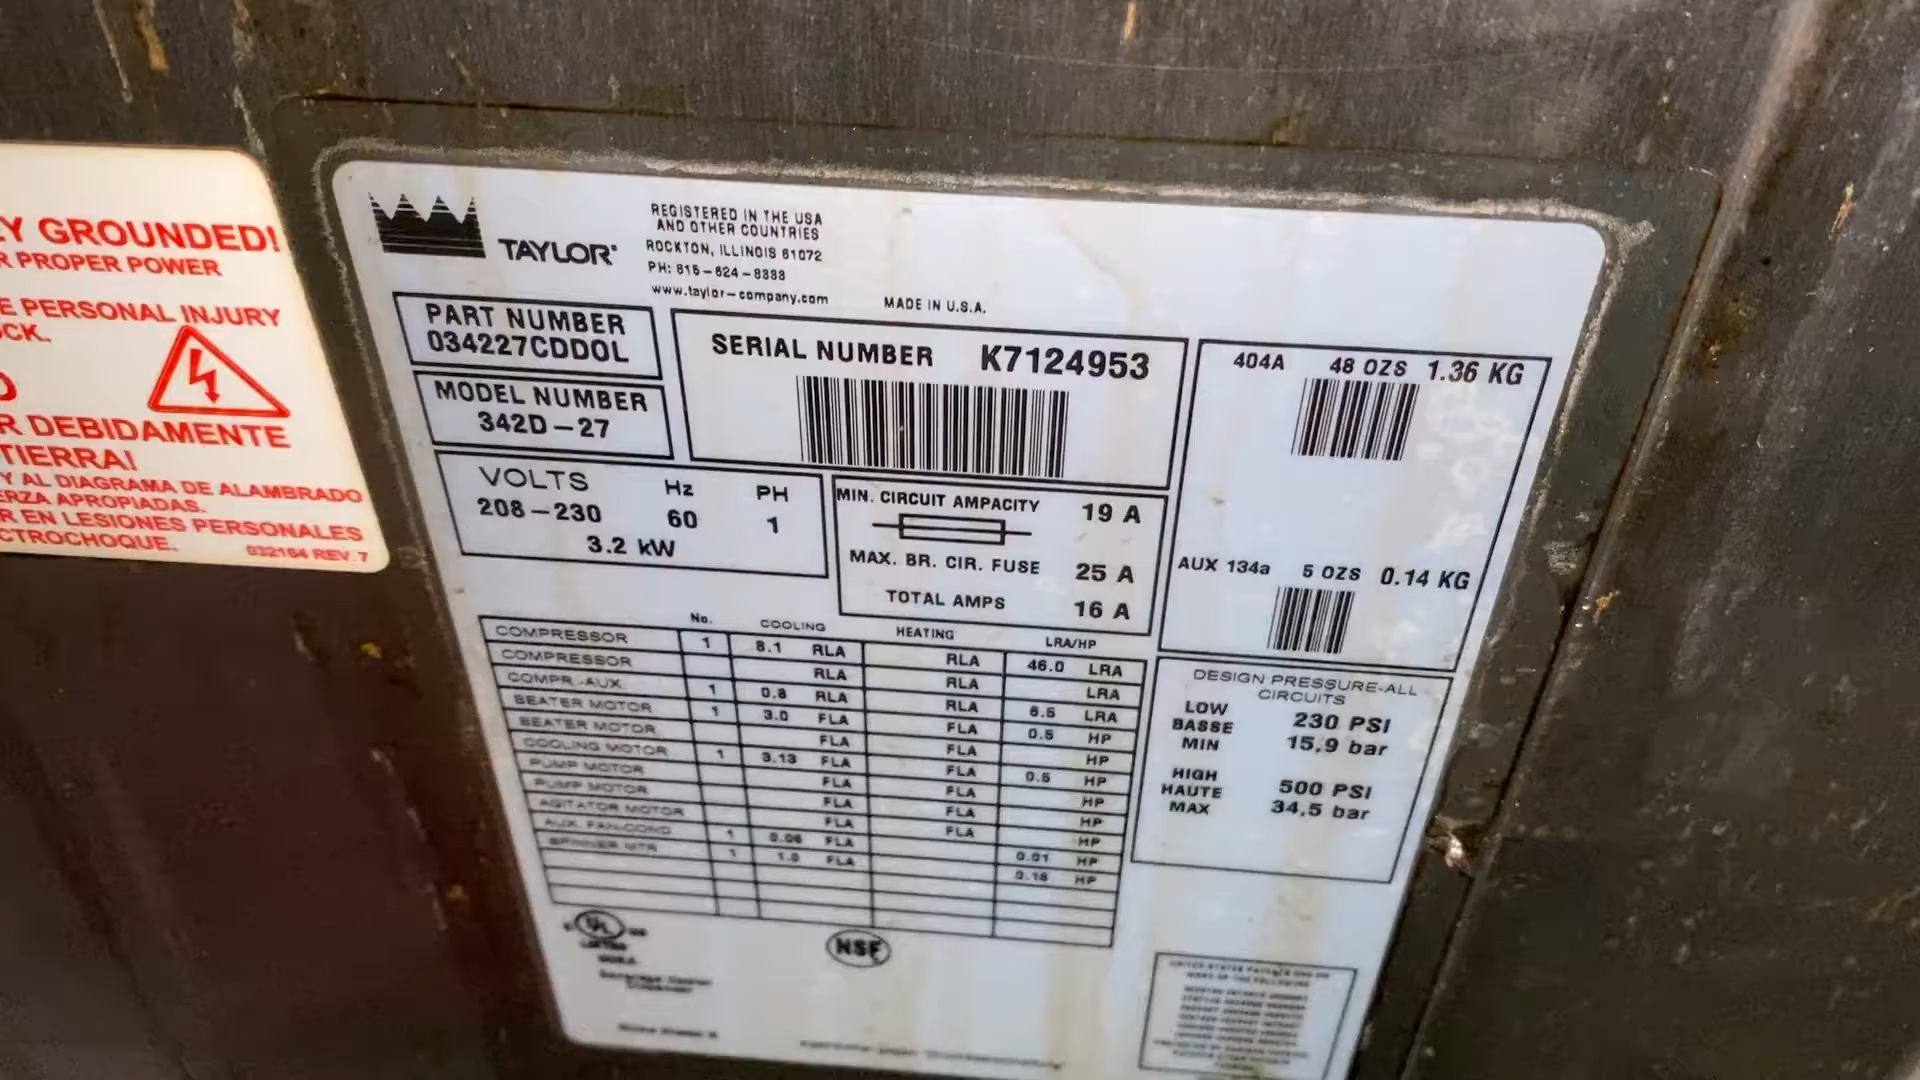 Y GROUNDED!
R PROPER POWER
E PERSONAL INJURY
CK.
R DEBIDAMENTE
TIERRA!
Y AL DIAGRAMA DE ALAMBRADO
ERZA APROPIADAS.
R EN LESIONES PERSONALES
CTROCHOQUE.
032164 REV.7
TAYLOR
REGISTERED IN THE USA
AND OTHER COUNTRIES
ROCKTON, ILLINOIS 61072
PH: 815-624-8333
www.taylor-company.com
MADE IN U.S.A.
PART NUMBER
034227CDD0L
MODEL NUMBER
342D-27
SERIAL NUMBER K7124953
404A 48 OZS 1.36 KG
AUX 134a 5 OZS 0.14 KG
VOLTS Hz PH
208-230 60 1
3.2 kW
MIN. CIRCUIT AMPACITY 19 A
MAX. BR. CIR. FUSE 25 A
TOTAL AMPS 16 A
No. COOLING HEATING LRA/HP
COMPRESSOR 1 8.1 RLA RLA 46.0 LRA
COMPRESSOR RLA RLA LRA
COMPR.-AUX. 1 0.8 RLA RLA 6.5 LRA
BEATER MOTOR 1 3.0 FLA FLA 0.5 HP
BEATER MOTOR FLA FLA HP
COOLING MOTOR 1 3.13 FLA FLA 0.5 HP
PUMP MOTOR FLA FLA HP
PUMP MOTOR FLA FLA HP
AGITATOR MOTOR FLA FLA HP
AUX. FAN-COND 1 0.06 FLA 0.01 HP
SPINNER MTR 1 1.0 FLA 0.16 HP
DESIGN PRESSURE-ALL
CIRCUITS
LOW
BASSE 230 PSI
MIN 15,9 bar
HIGH
HAUTE 500 PSI
MAX 34,5 bar
UL
LISTED
NSF